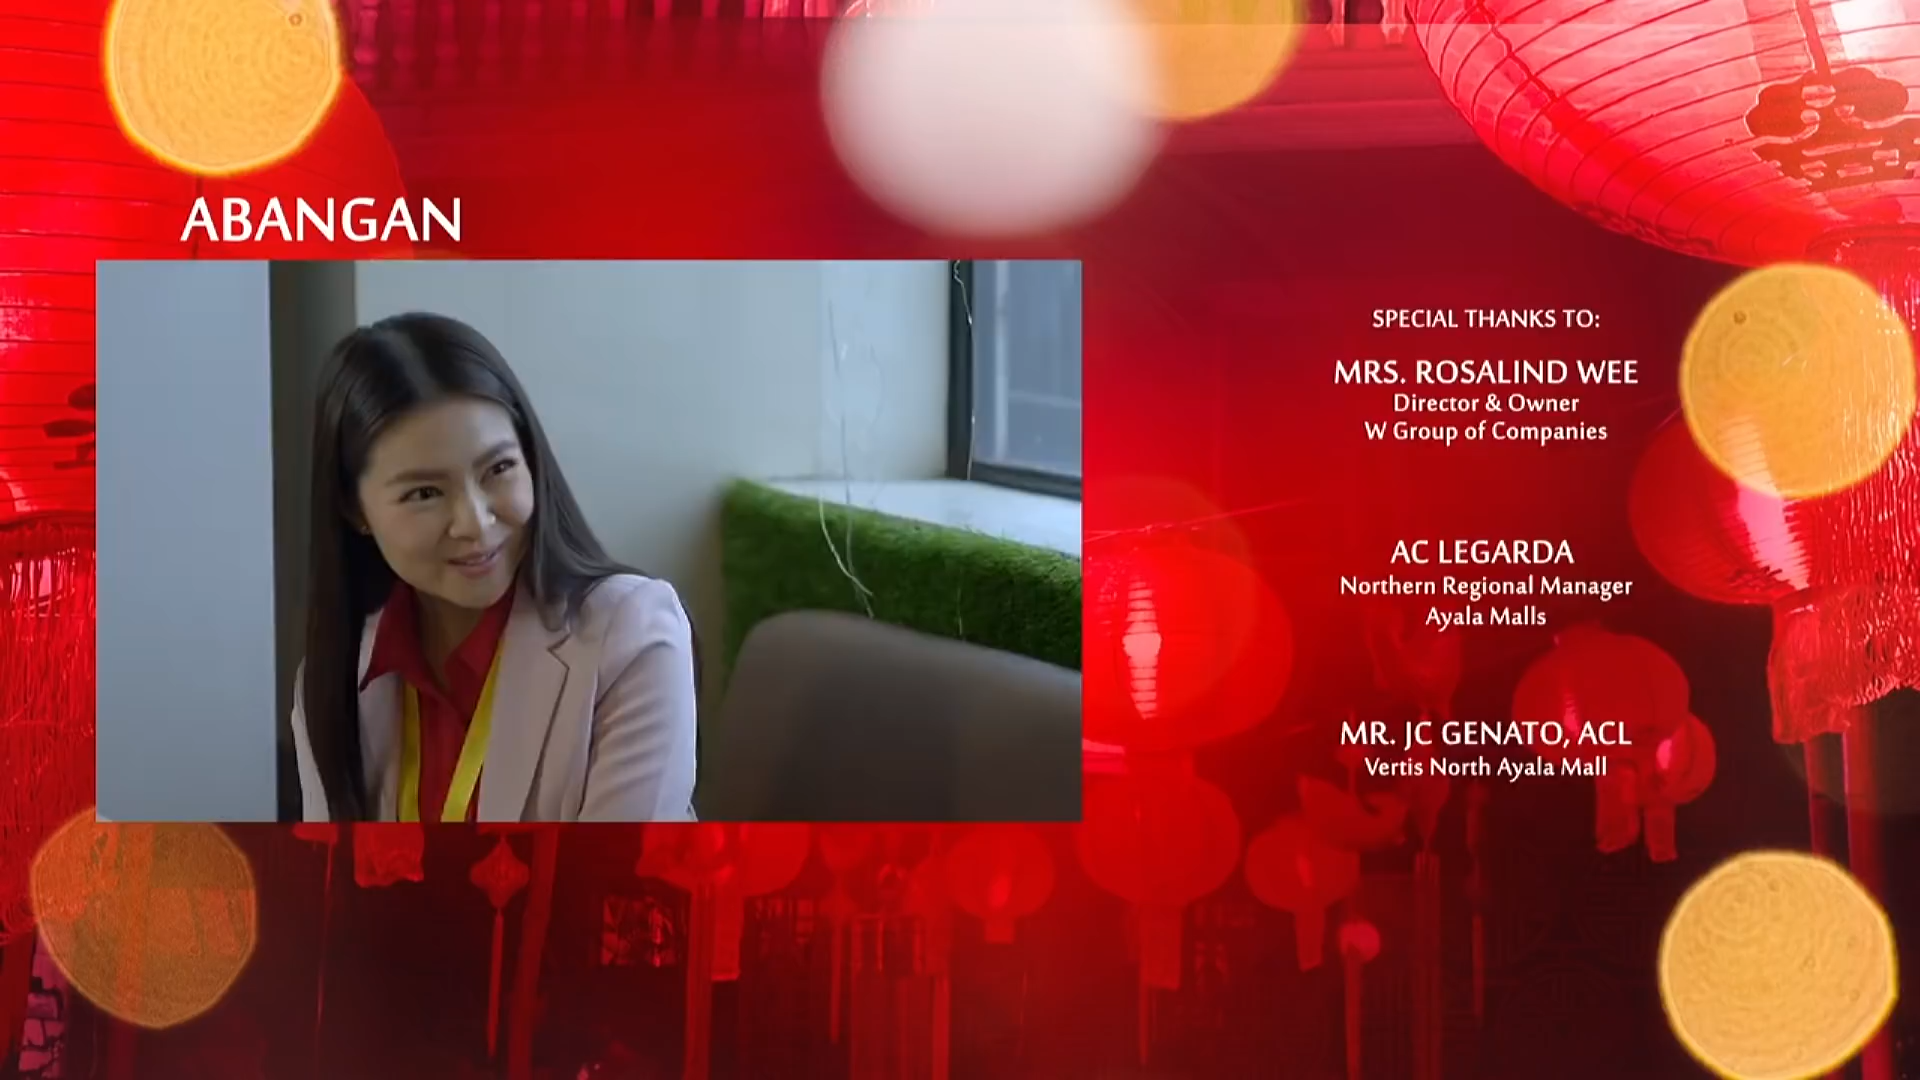 ABANGAN
SPECIAL THANKS TO:
MRS. ROSALIND WEE
Director & Owner
W Group of Companies
AC LEGARDA
Northern Regional Manager
Ayala Malls
MR. JC GENATO, ACL
Vertis North Ayala Mall